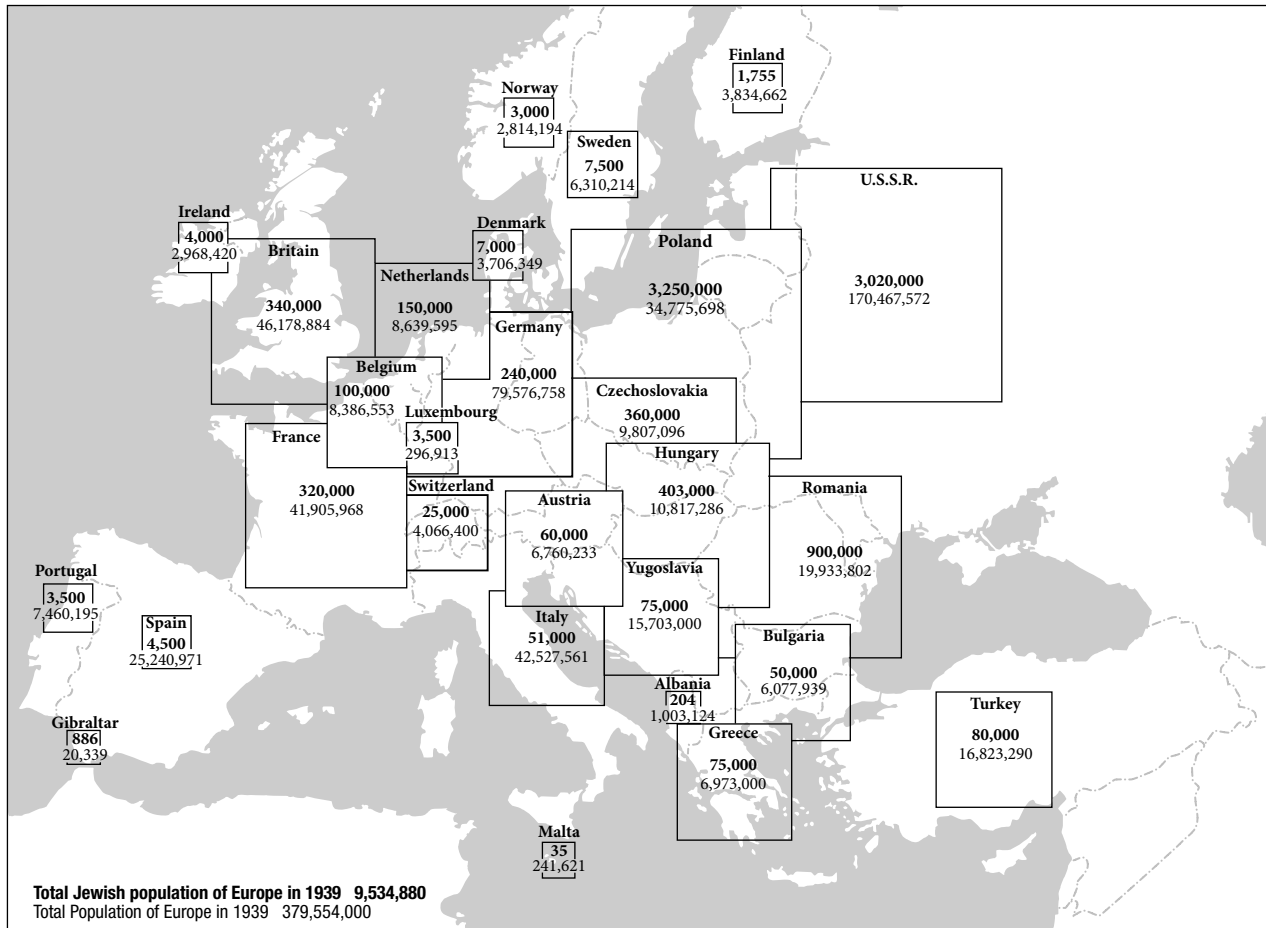 Finland
1,755
3,834,662
Norway
3,000
2,814,194
Sweden
7,500
6,310,214
U.S.S.R.
3,020,000
170,467,572
Ireland
4,000
2,968,420
Britain
340,000
46,178,884
Denmark
7,000
3,706,349
Netherlands
150,000
8,639,595
Poland
3,250,000
34,775,698
Germany
240,000
79,576,758
Belgium
100,000
8,386,553
Luxembourg
3,500
296,913
Czechoslovakia
360,000
9,807,096
France
320,000
41,905,968
Switzerland
25,000
4,066,400
Austria
60,000
6,760,233
Hungary
403,000
10,817,286
Romania
900,000
19,933,802
Yugoslavia
75,000
15,703,000
Portugal
3,500
7,460,195
Spain
4,500
25,240,971
Italy
51,000
42,527,561
Bulgaria
50,000
6,077,939
Albania
204
1,003,124
Gibraltar
886
20,339
Greece
75,000
6,973,000
Turkey
80,000
16,823,290
Malta
35
241,621
Total Jewish population of Europe in 1939 9,534,880
Total Population of Europe in 1939 379,554,000